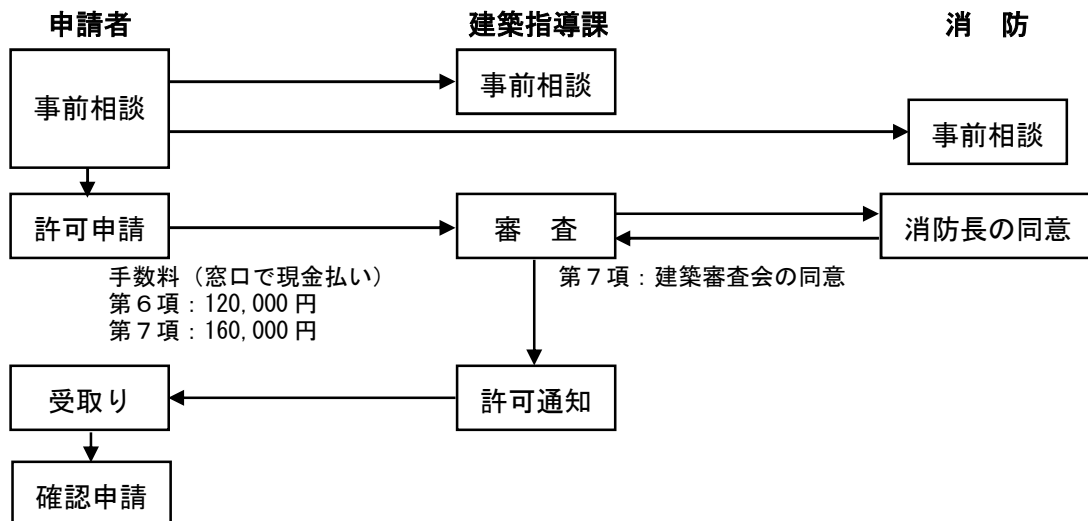 申請者
建築指導課
消　防
事前相談
事前相談
事前相談
許可申請
審　査
消防長の同意
手数料（窓口で現金払い）
第６項：120,000 円
第７項：160,000 円
第７項：建築審査会の同意
受取り
許可通知
確認申請